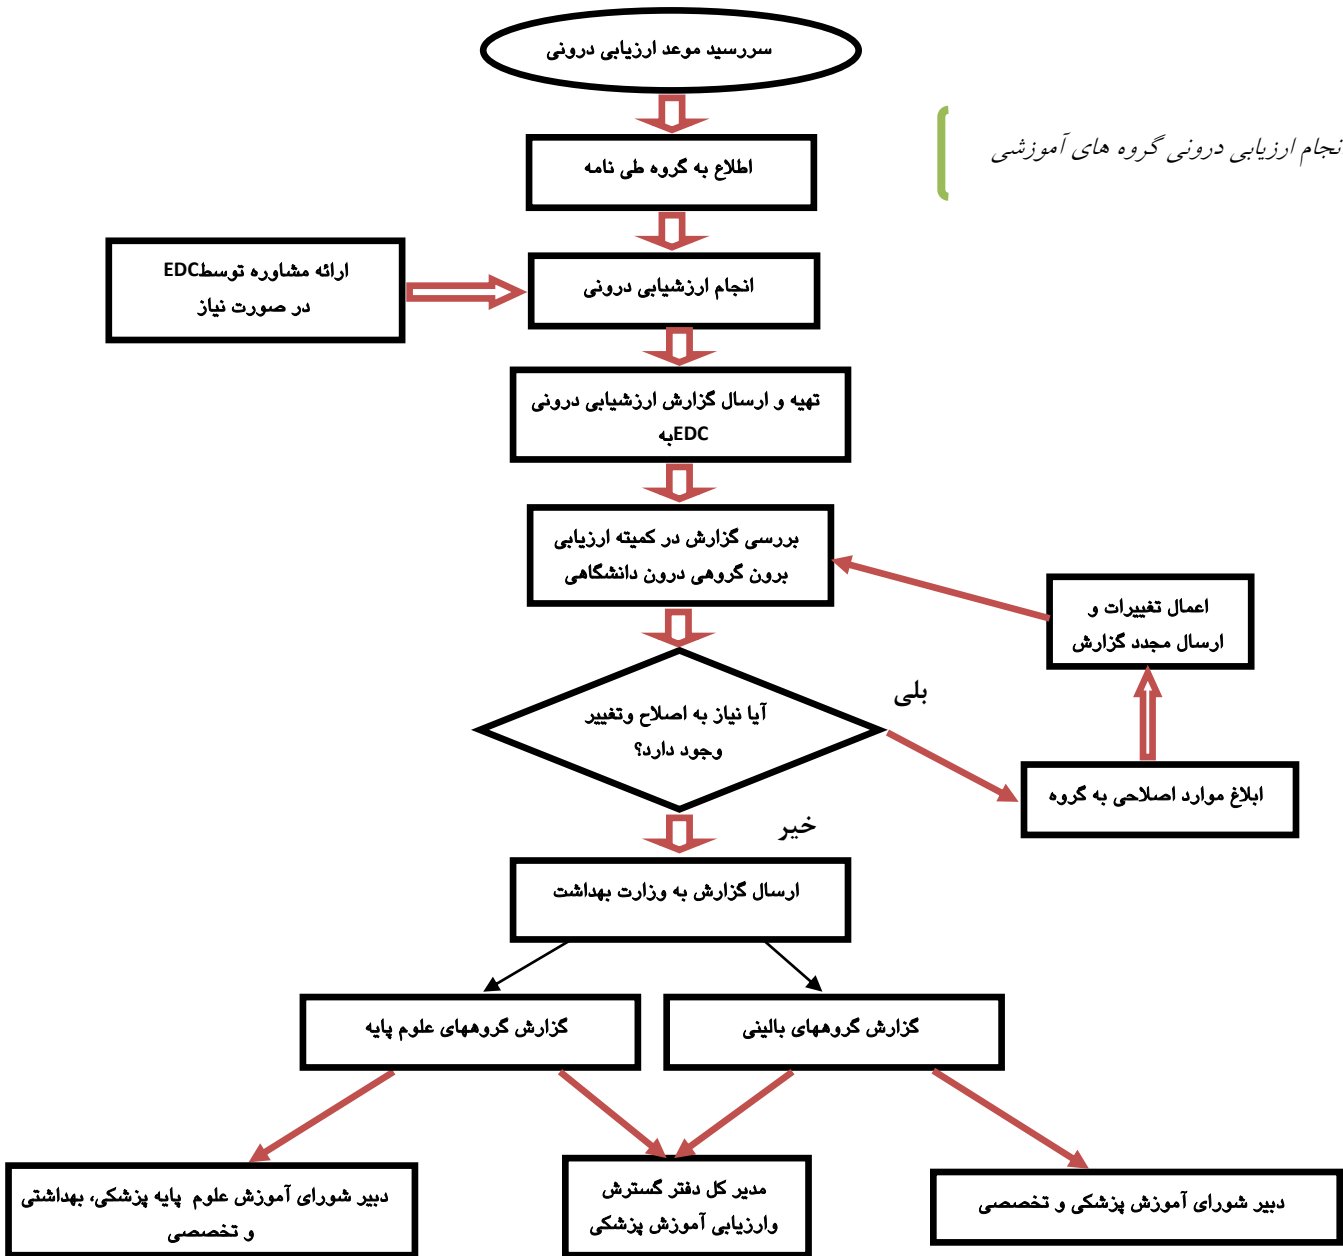 سررسید موعد ارزیابی درونی
نجام ارزیابی درونی گروه های آموزشی
اطلاع به گروه طی نامه
ارائه مشاوره توسطEDC
در صورت نیاز
انجام ارزشیابی درونی
تهیه و ارسال گزارش ارزشیابی درونی
بهEDC
بررسی گزارش در کمیته ارزیابی
برون گروهی درون دانشگاهی
اعمال تغییرات و
ارسال مجدد گزارش
بلی
آیا نیاز به اصلاح وتغییر
وجود دارد؟
ابلاغ موارد اصلاحی به گروه
خیر
ارسال گزارش به وزارت بهداشت
گزارش گروههای بالینی
گزارش گروههای علوم پایه
دبیر شورای آموزش پزشکی و تخصصی
مدیر کل دفتر گسترش
وارزیابی آموزش پزشکی
دبیر شورای آموزش علوم پایه پزشکی، بهداشتی
و تخصصی